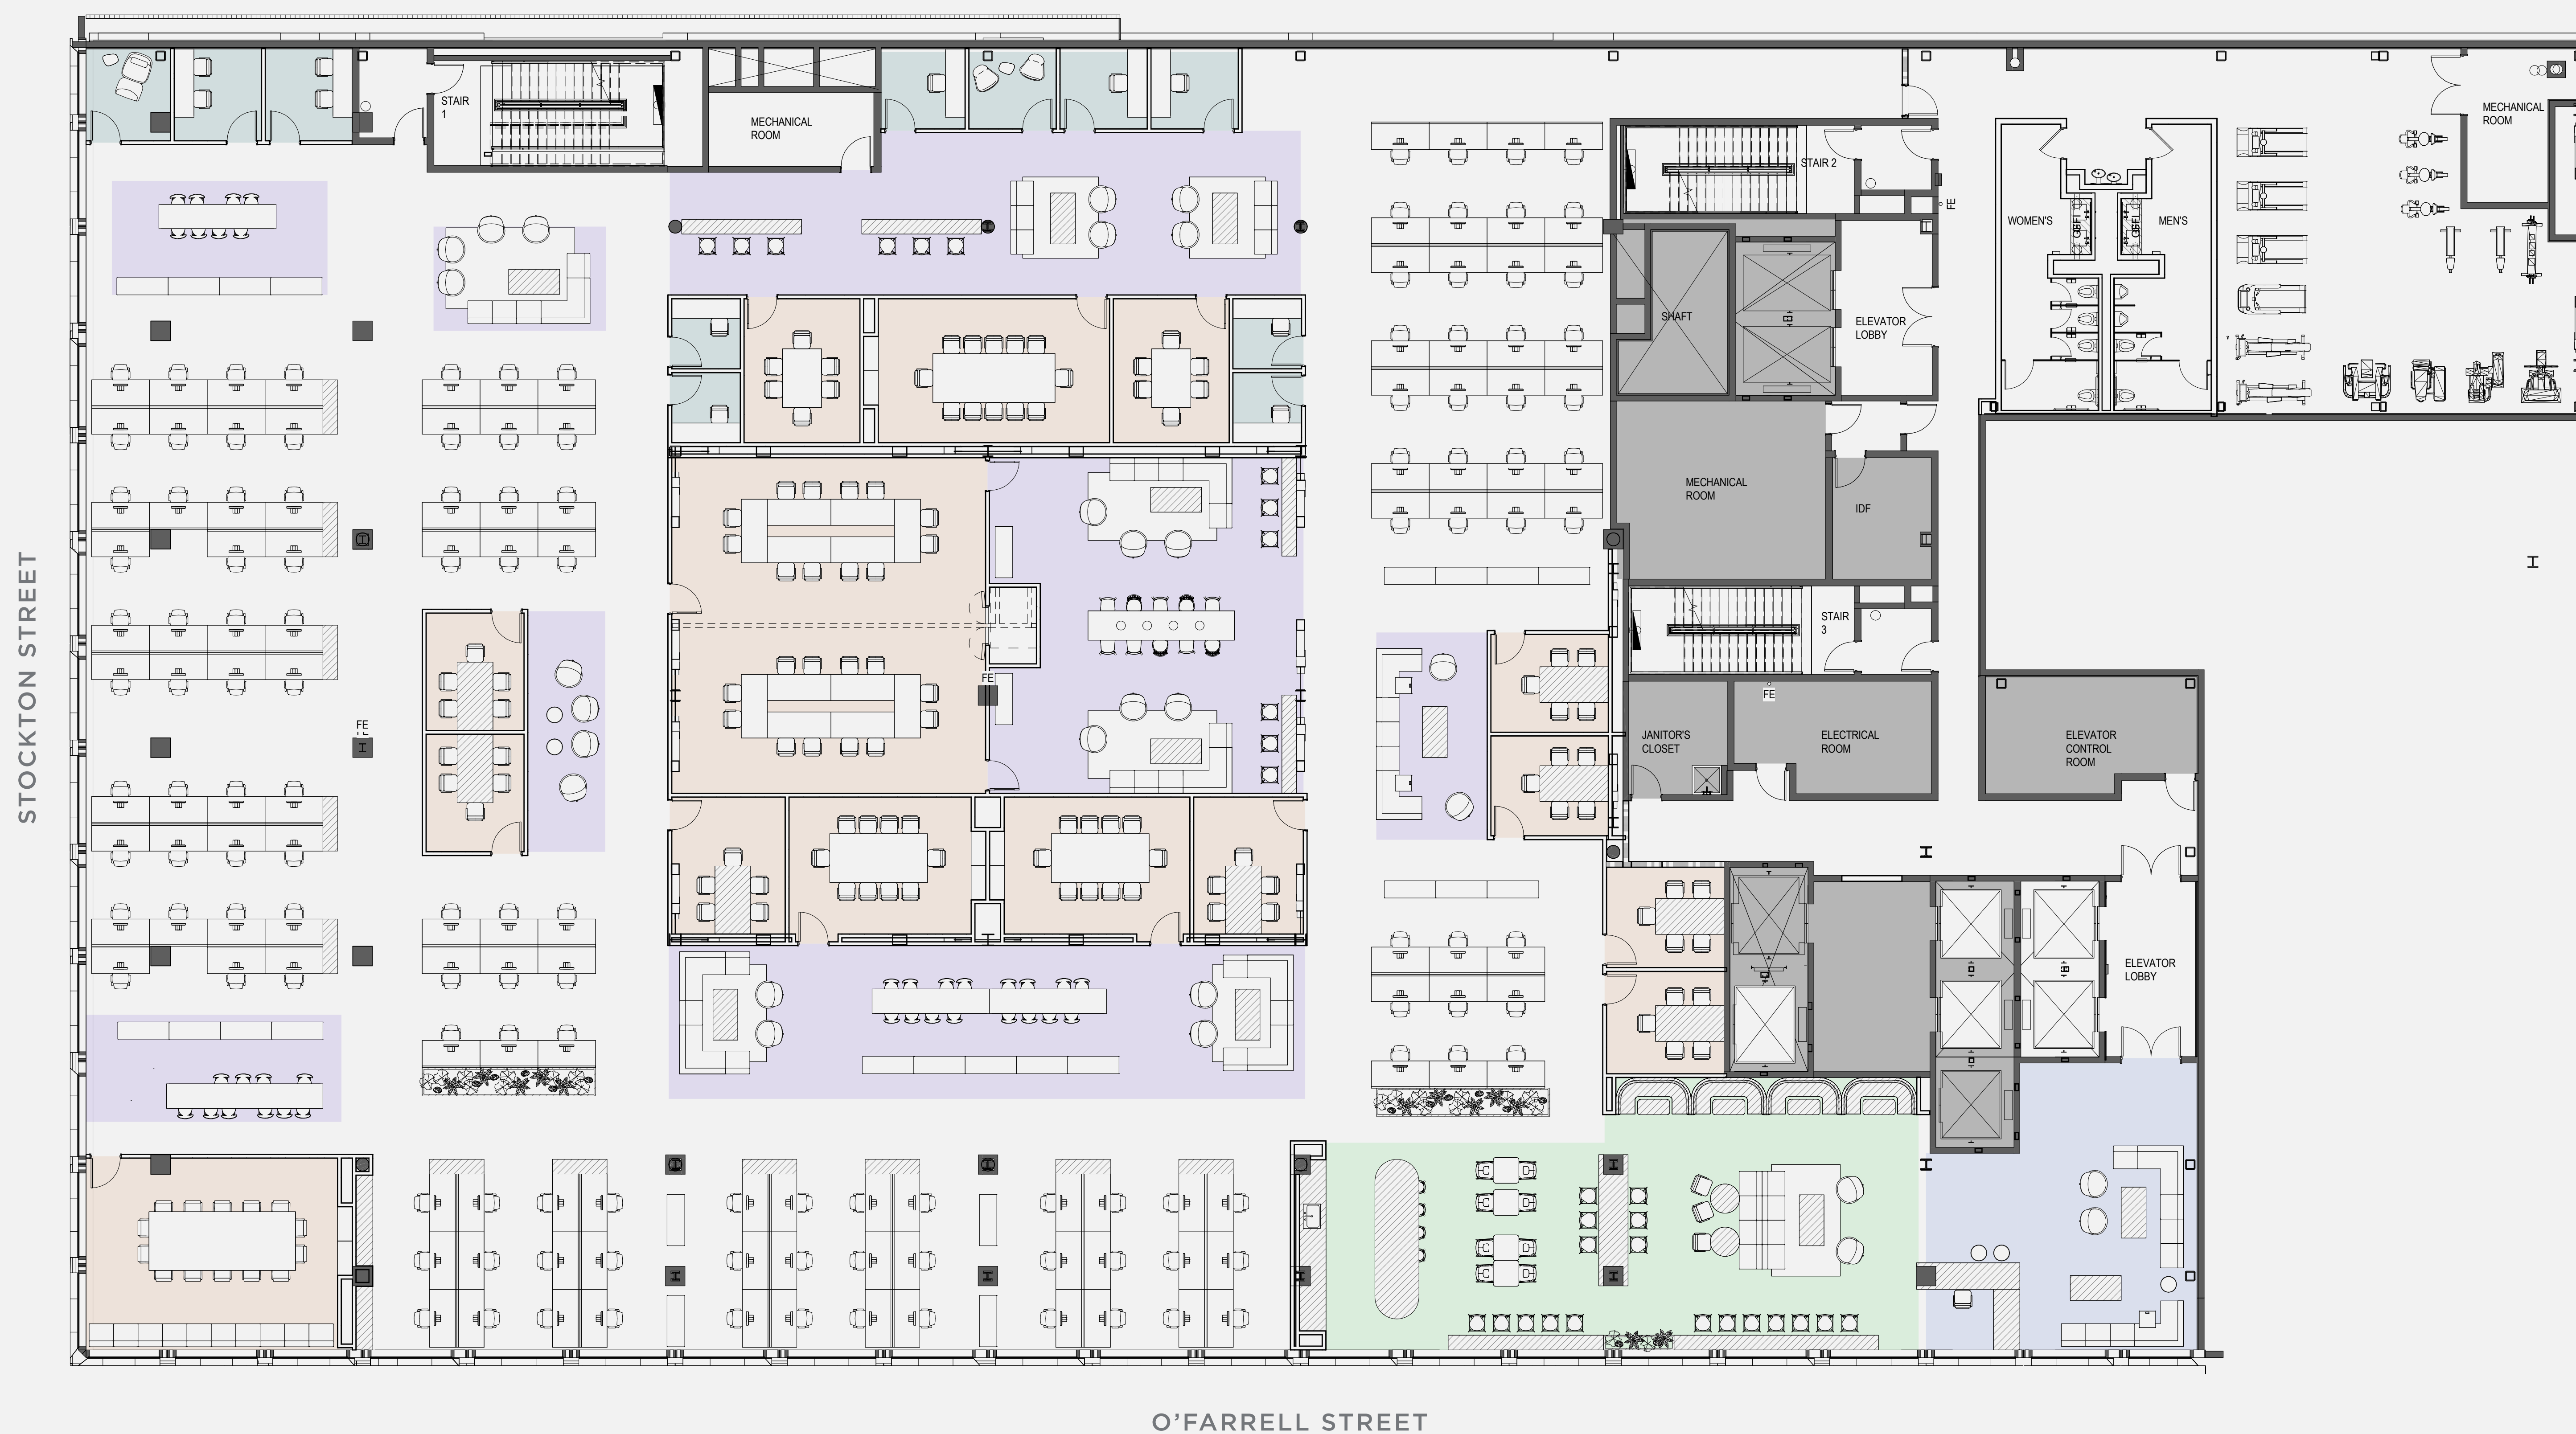 STAIR
1
MECHANICAL
ROOM
STAIR 2
FE
MECHANICAL
ROOM
WOMEN'S
MEN'S
SHAFT
ELEVATOR
LOBBY
MECHANICAL
ROOM
IDF
STAIR
3
FE
FE
FE
JANITOR'S
CLOSET
ELECTRICAL
ROOM
ELEVATOR
CONTROL
ROOM
ELEVATOR
LOBBY
STOCKTON STREET
O'FARRELL STREET